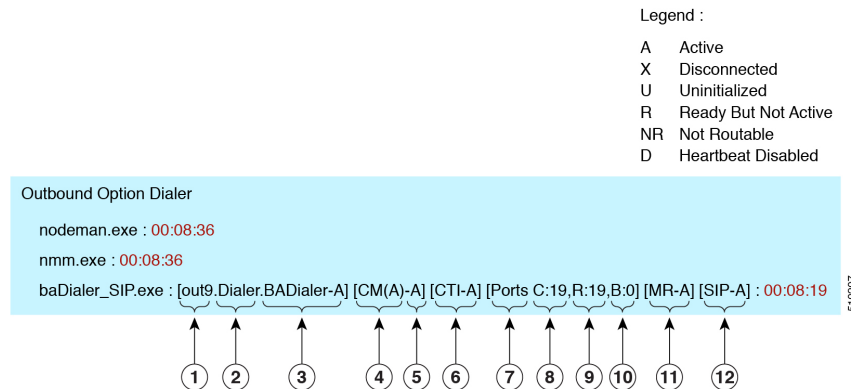 Legend :
A Active
X Disconnected
U Uninitialized
R Ready But Not Active
NR Not Routable
D Heartbeat Disabled
Outbound Option Dialer
nodeman.exe : 00:08:36
nmm.exe : 00:08:36
baDialer_SIP.exe : [out9.Dialer.BADialer-A] [CM(A)-A] [CTI-A] [Ports C:19,R:19,B:0] [MR-A] [SIP-A] : 00:08:19
1 2 3 4 5 6 7 8 9 10 11 12